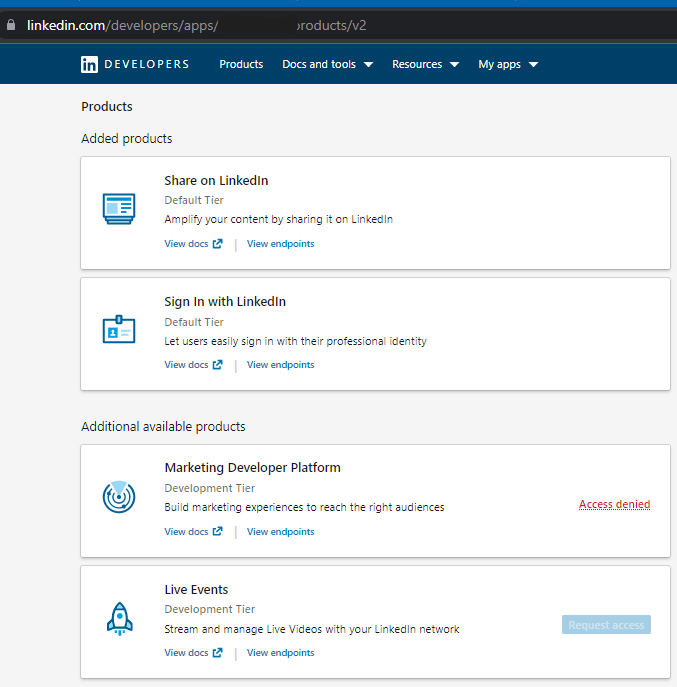 linkedin.com/developers/apps/ products/v2
in DEVELOPERS Products Docs and tools Resources My apps
Products
Added products
Share on LinkedIn
Default Tier
Amplify your content by sharing it on LinkedIn
View docs | View endpoints
Sign In with LinkedIn
Default Tier
Let users easily sign in with their professional identity
View docs | View endpoints
Additional available products
Marketing Developer Platform
Development Tier
Build marketing experiences to reach the right audiences
Access denied
View docs | View endpoints
Live Events
Development Tier
Stream and manage Live Videos with your LinkedIn network
Request access
View docs | View endpoints